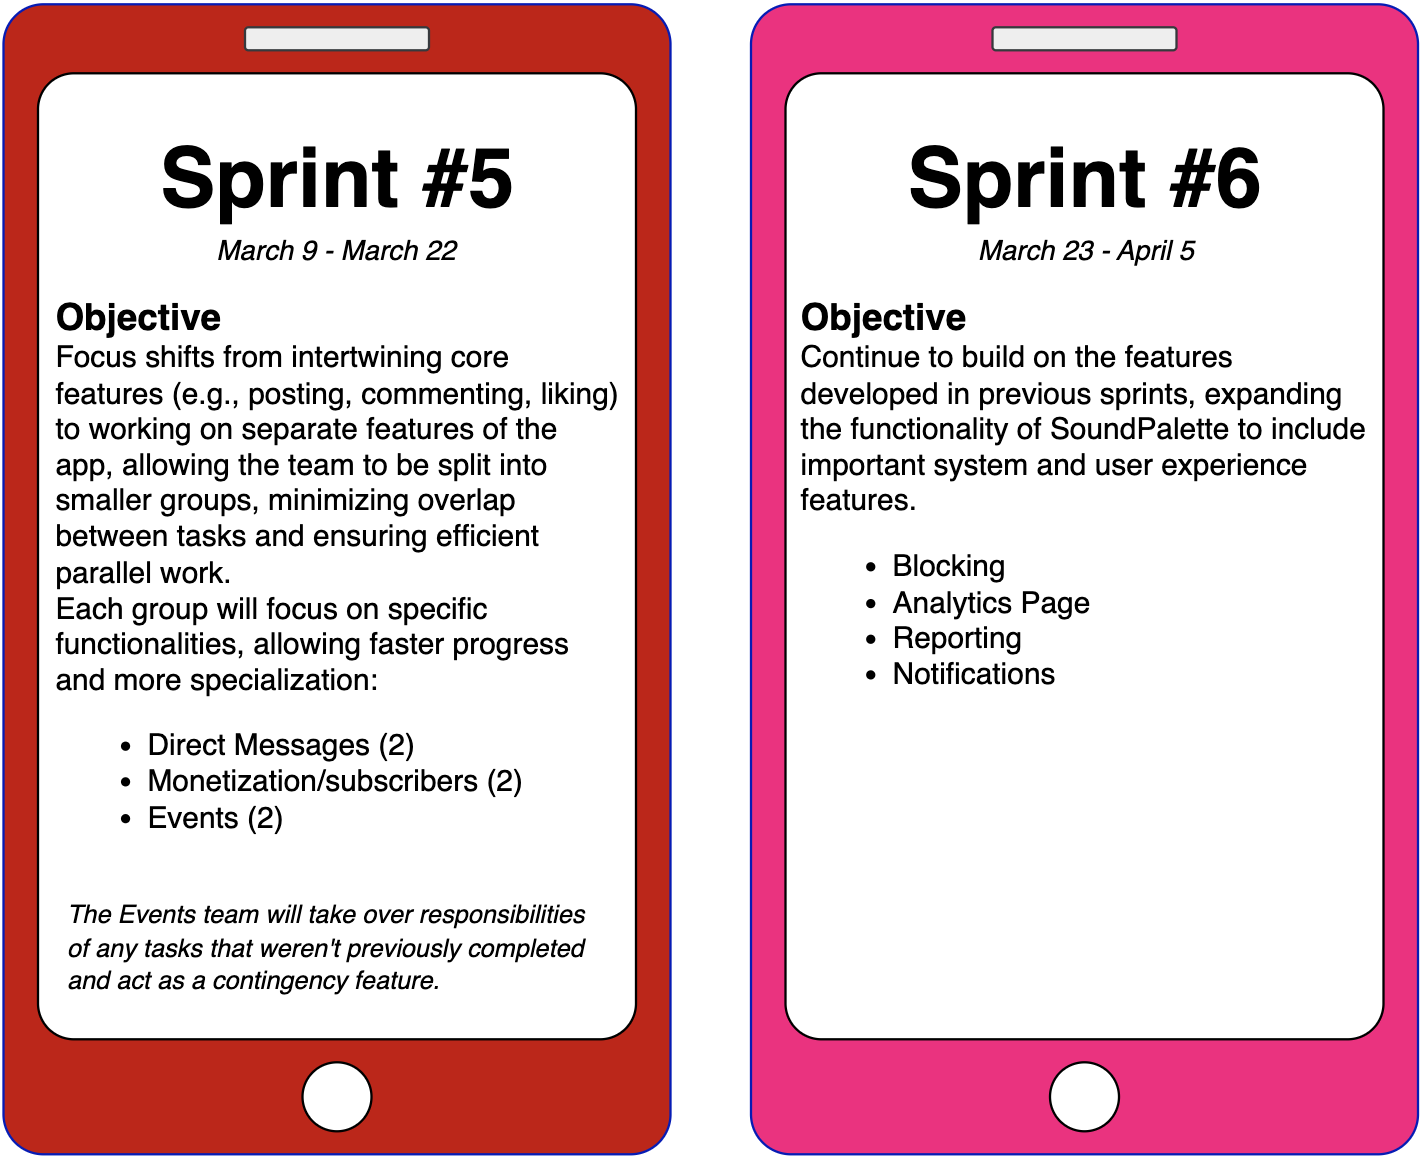 Sprint #5
March 9 - March 22
Objective
Focus shifts from intertwining core
features (e.g., posting, commenting, liking)
to working on separate features of the
app, allowing the team to be split into
smaller groups, minimizing overlap
between tasks and ensuring efficient
parallel work.
Each group will focus on specific
functionalities, allowing faster progress
and more specialization:
• Direct Messages (2)
• Monetization/subscribers (2)
• Events (2)
The Events team will take over responsibilities
of any tasks that weren't previously completed
and act as a contingency feature.
Sprint #6
March 23 - April 5
Objective
Continue to build on the features
developed in previous sprints, expanding
the functionality of SoundPalette to include
important system and user experience
features.
• Blocking
• Analytics Page
• Reporting
• Notifications